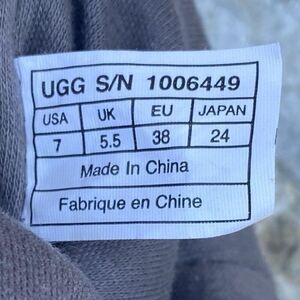 UGG S/N 1006449
USA UK EU JAPAN
7 5.5 38 24
Made In China
Fabrique en Chine